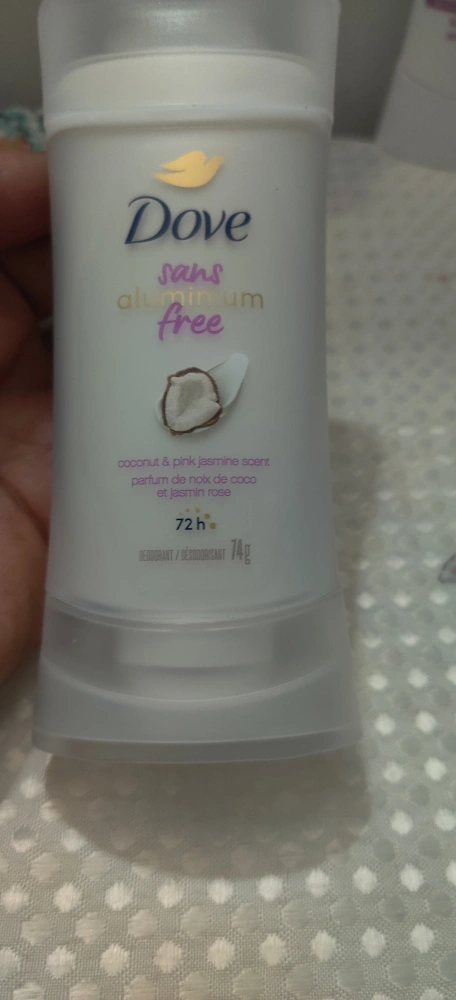 Dove
sans
aluminium
free
coconut & pink jasmine scent
parfum de noix de coco
et jasmin rose
72 h
DEODORANT / DÉSODORISANT 74 g